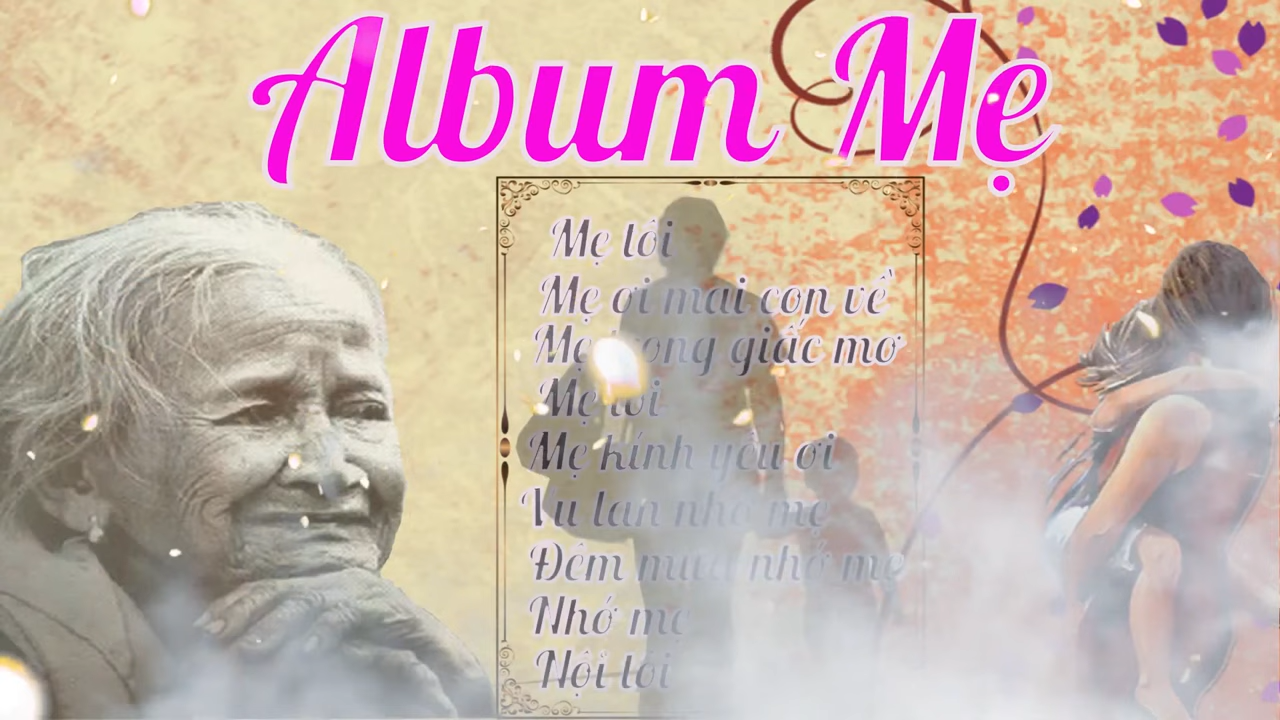 Album Mẹ
Mẹ tôi
Mẹ ơi mai con về
Mẹ trong giấc mơ
Mẹ tôi
Mẹ kính yêu ơi
Vu lan nhớ mẹ
Đêm mưa nhớ mẹ
Nhớ mẹ
Nội tôi